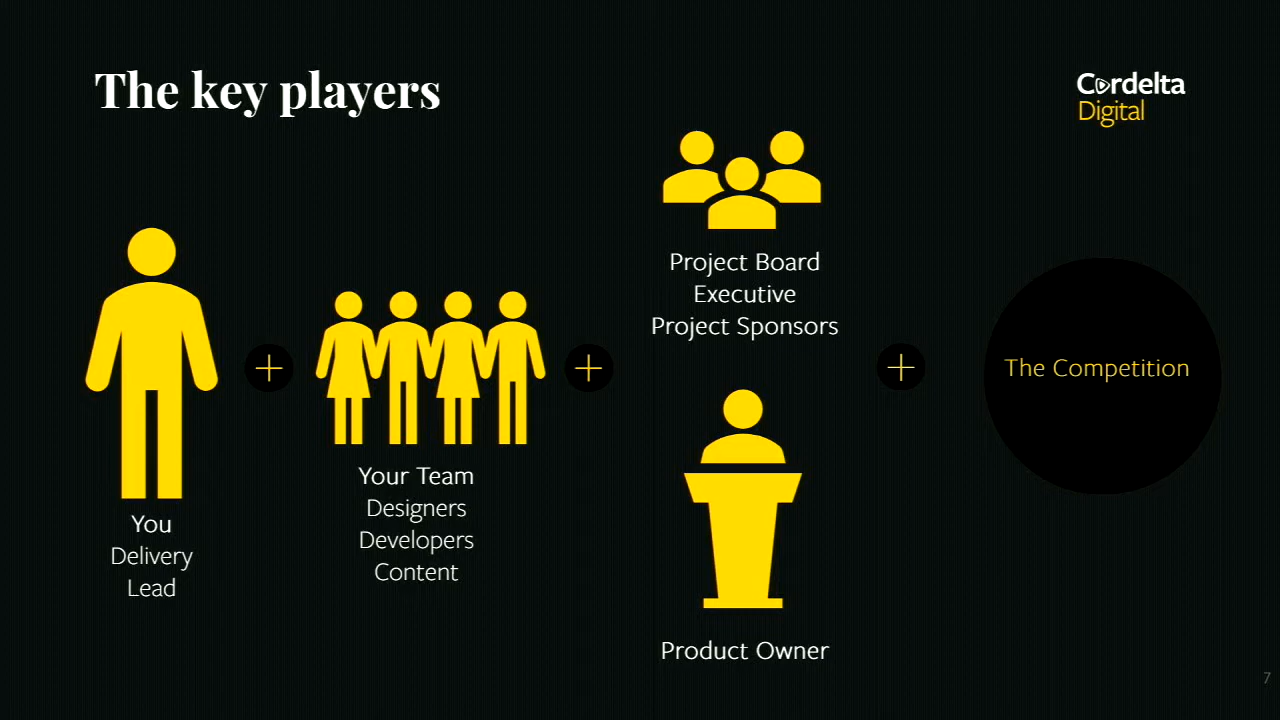 The key players
Cordelta
Digital
You
Delivery
Lead
Your Team
Designers
Developers
Content
Project Board
Executive
Project Sponsors
Product Owner
The Competition
7